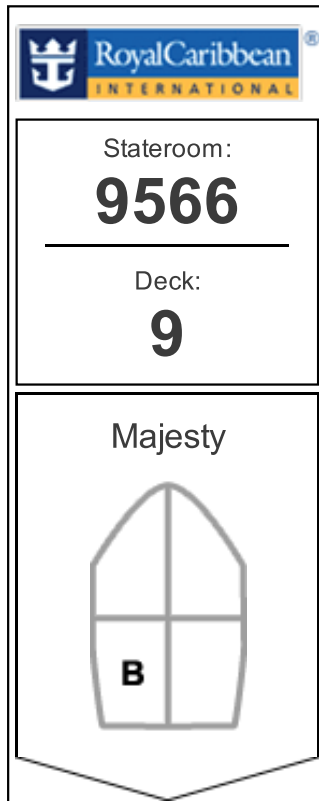 RoyalCaribbean®
INTERNATIONAL
Stateroom:
9566
Deck:
9
Majesty
B